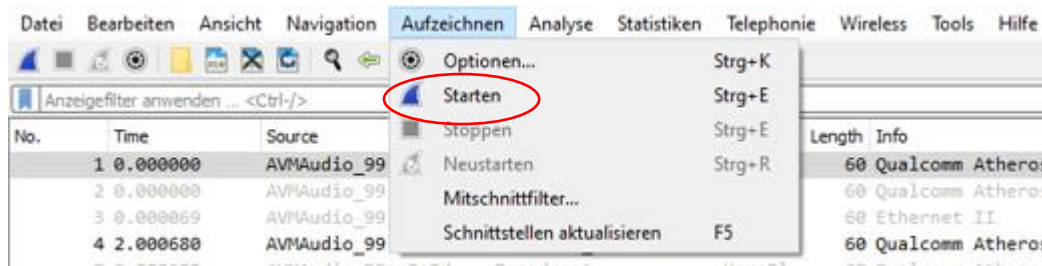 Datei Bearbeiten Ansicht Navigation Aufzeichnen Analyse Statistiken Telephonie Wireless Tools Hilfe
Optionen... Strg+K
Anzeigefilter anwenden ... <Ctrl-/>
Starten Strg+E
Stoppen Strg+E
No. Time Source Length Info
Neustarten Strg+R
1 0.000000 AVMAudio_99 60 Qualcomm Atheros
2 0.000000 AVMAudio_99 60 Qualcomm Atheros
Mitschnittfilter...
3 0.000069 AVMAudio_99 60 Ethernet II
Schnittstellen aktualisieren F5
4 2.000680 AVMAudio_99 60 Qualcomm Atheros